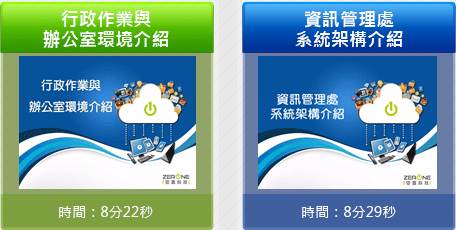 行政作業與
辦公室環境介紹
行政作業與
辦公室環境介紹
ZERONE
時間：8分22秒
資訊管理處
系統架構介紹
資訊管理處
系統架構介紹
ZERONE
時間：8分29秒